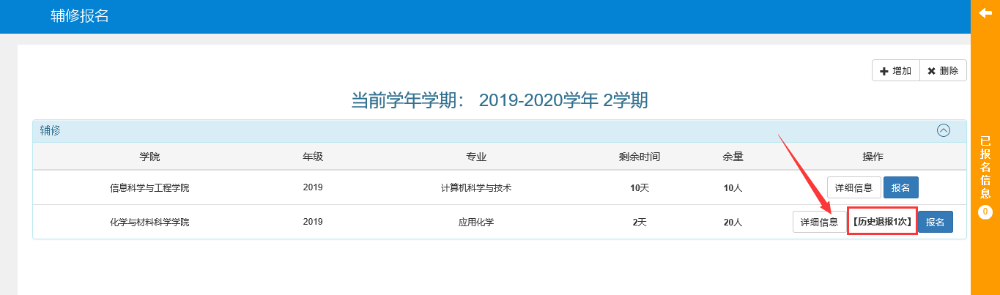 辅修报名
增加 删除
当前学年学期： 2019-2020学年 2学期
辅修
学院 年级 专业 剩余时间 余量 操作
信息科学与工程学院 2019 计算机科学与技术 10天 10人 详细信息 报名
化学与材料科学学院 2019 应用化学 2天 20人 详细信息 【历史退报1次】 报名
已报名信息
0